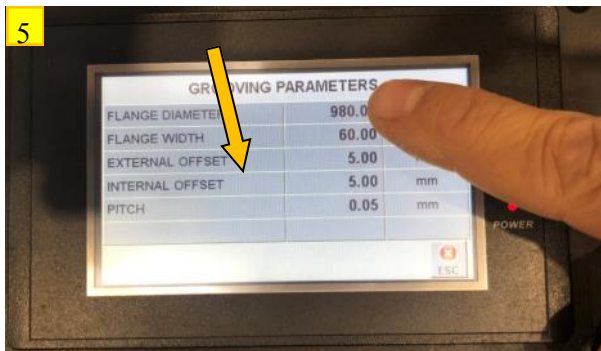 5
GROOVING PARAMETERS
FLANGE DIAMETER 980.0
FLANGE WIDTH 60.00
EXTERNAL OFFSET 5.00
INTERNAL OFFSET 5.00 mm
PITCH 0.05 mm
POWER
ESC